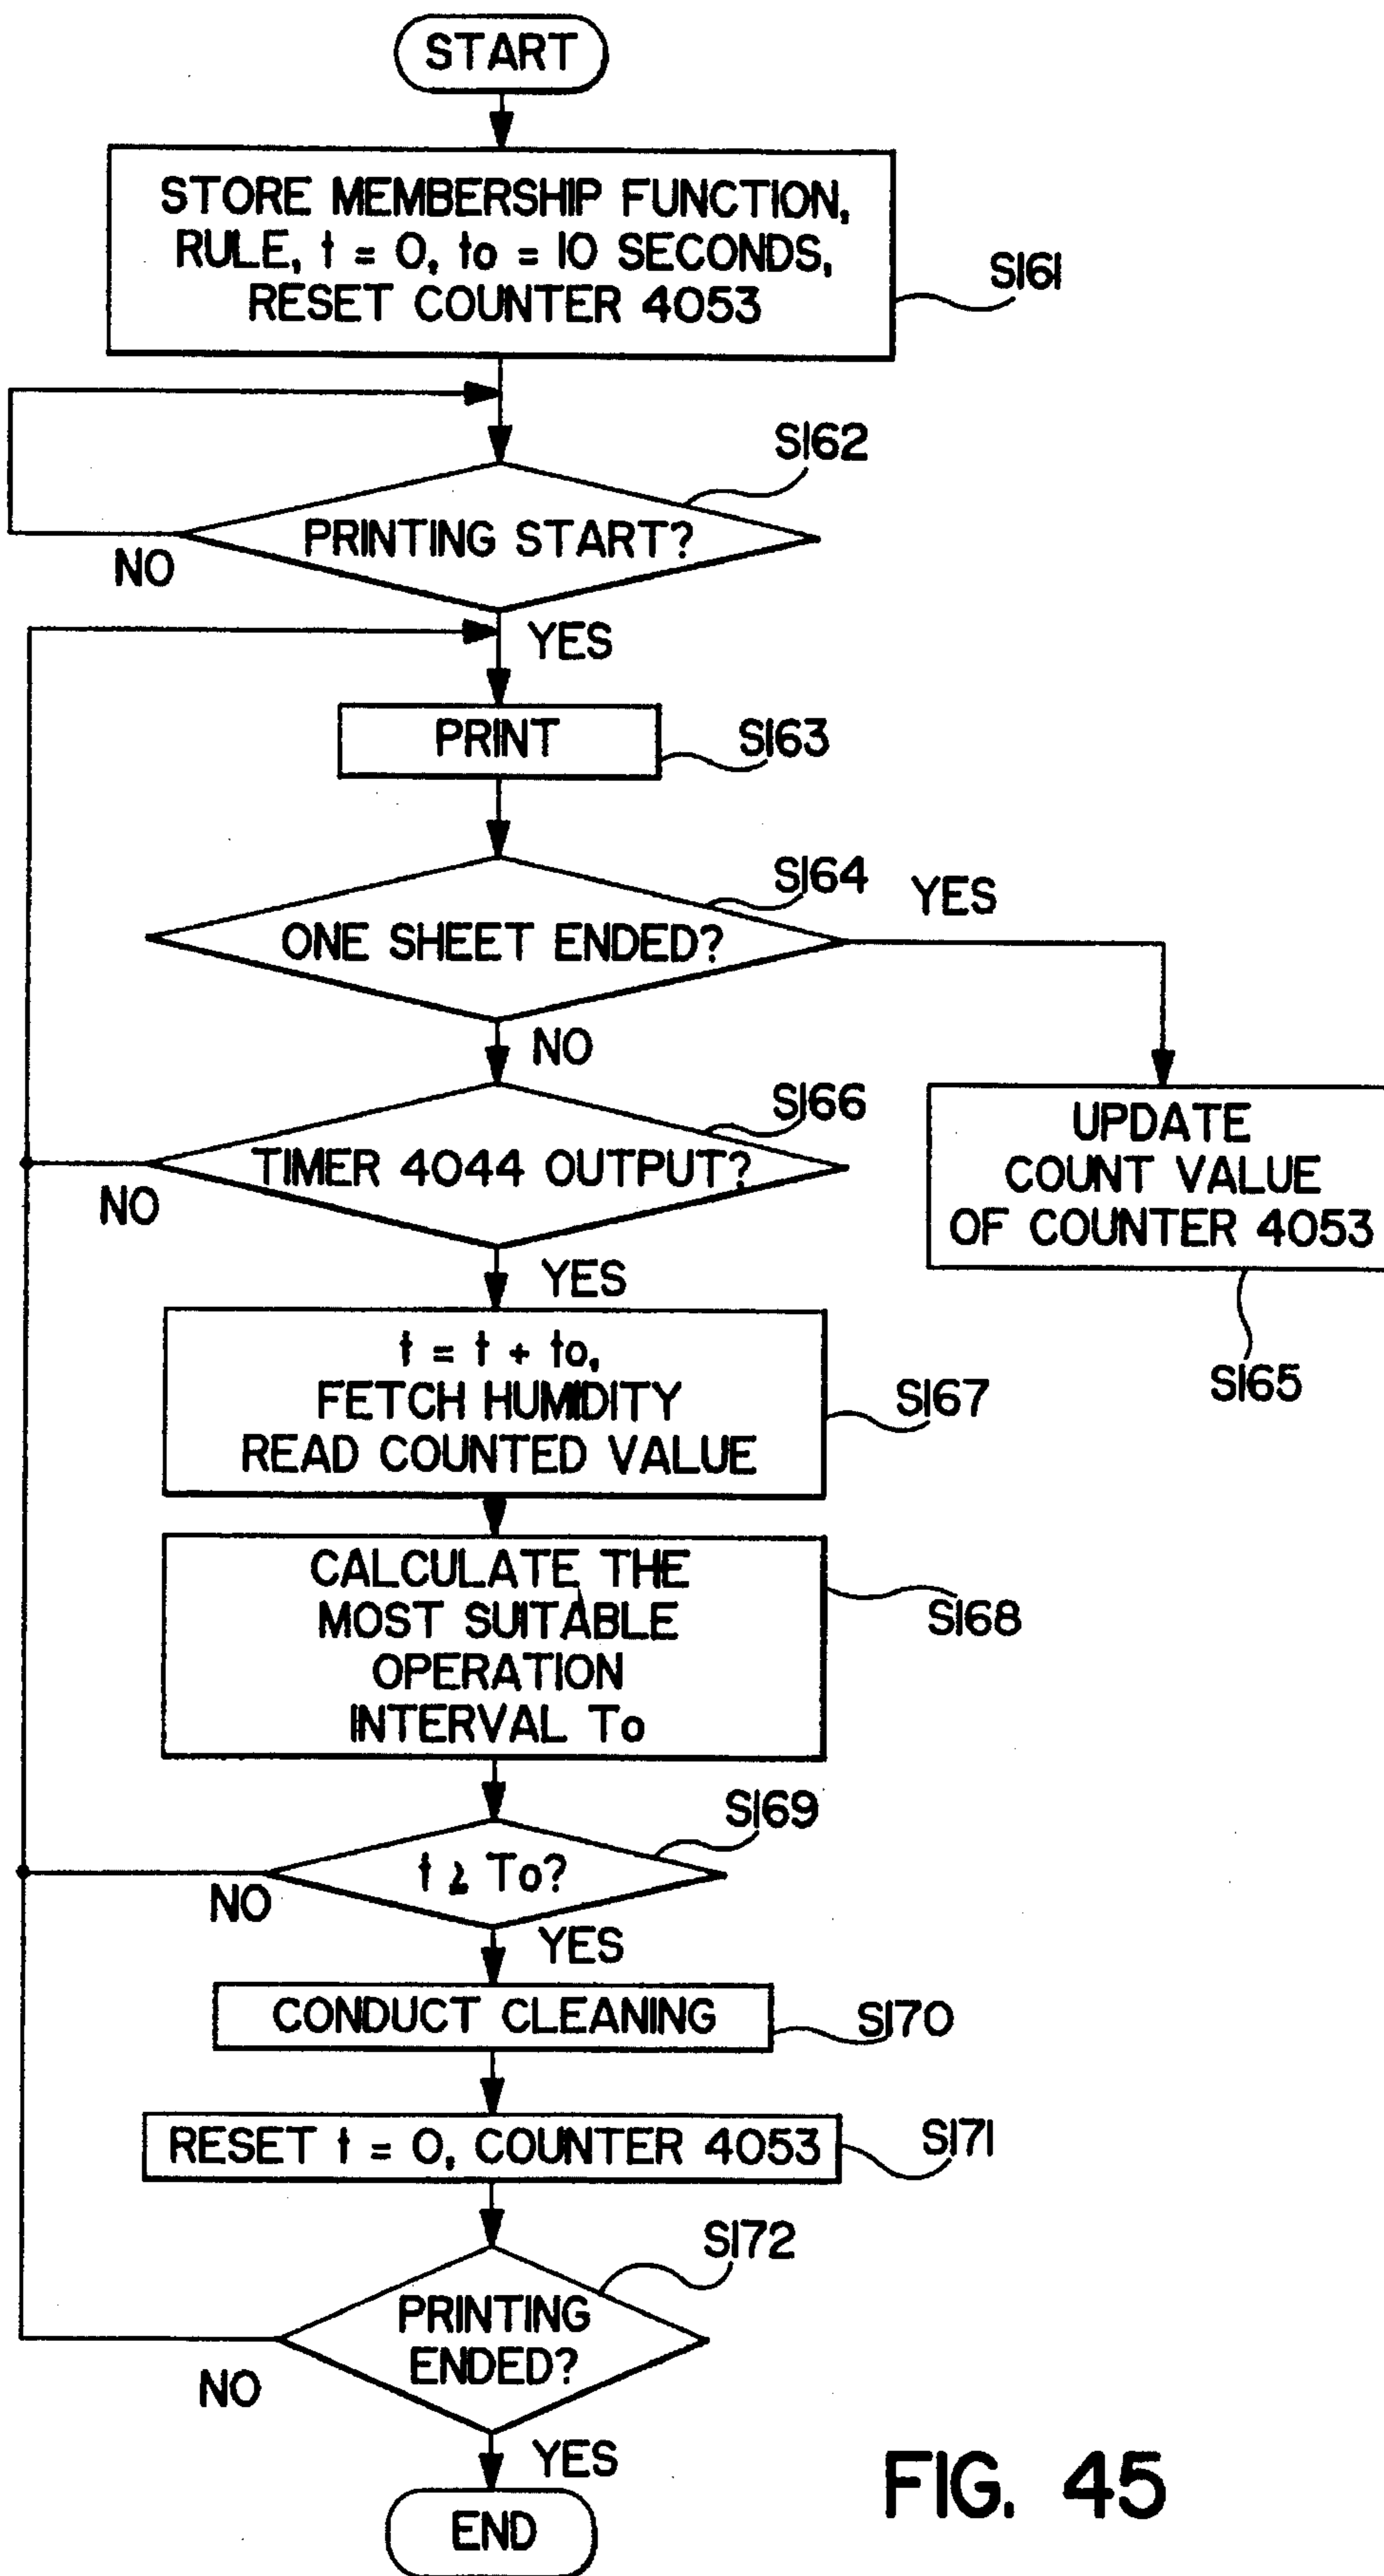 START
STORE MEMBERSHIP FUNCTION,
RULE, t = 0, to = 10 SECONDS,
RESET COUNTER 4053
S161
S162
PRINTING START?
NO
YES
PRINT
S163
S164
YES
ONE SHEET ENDED?
NO
S166
TIMER 4044 OUTPUT?
NO
UPDATE
COUNT VALUE
OF COUNTER 4053
S165
YES
t = t + to,
FETCH HUMIDITY
READ COUNTED VALUE
S167
CALCULATE THE
MOST SUITABLE
OPERATION
INTERVAL To
S168
S169
t ≥ To?
NO
YES
CONDUCT CLEANING
S170
RESET t = 0, COUNTER 4053
S171
S172
PRINTING
ENDED?
NO
YES
END
FIG. 45